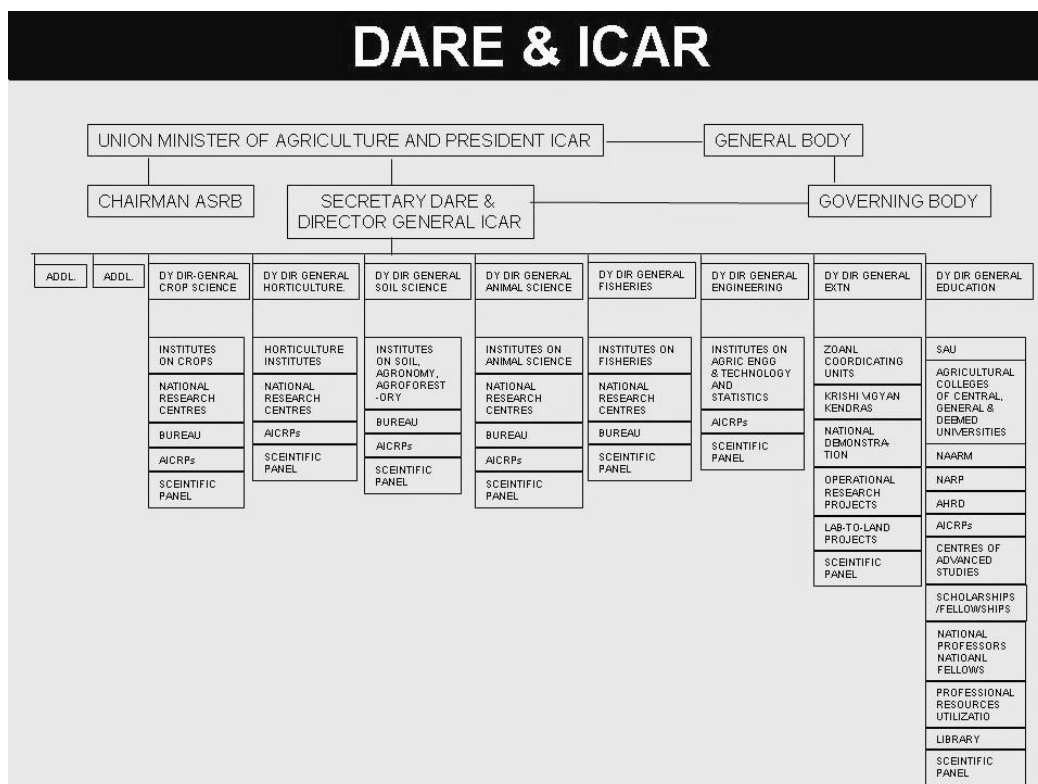 DARE & ICAR
UNION MINISTER OF AGRICULTURE AND PRESIDENT ICAR
GENERAL BODY
CHAIRMAN ASRB
SECRETARY DARE &
DIRECTOR GENERAL ICAR
GOVERNING BODY
ADDL.
ADDL.
DY DIR-GENRAL
CROP SCIENCE
DY DIR GENERAL
HORTICULTURE.
DY DIR GENERAL
SOIL SCIENCE
DY DIR GENERAL
ANIMAL SCIENCE
DY DIR GENERAL
FISHERIES
DY DIR GENERAL
ENGINEERING
DY DIR GENERAL
EXTN
DY DIR GENERAL
EDUCATION
INSTITUTES
ON CROPS
NATIONAL
RESEARCH
CENTRES
BUREAU
AICRPs
SCEINTIFIC
PANEL
HORTICULTURE
INSTITUTES
NATIONAL
RESEARCH
CENTRES
AICRPs
SCEINTIFIC
PANEL
INSTITUTES
ON SOIL,
AGRONOMY,
AGROFOREST
-ORY
BUREAU
AICRPs
SCEINTIFIC
PANEL
INSTITUTES ON
ANIMAL SCIENCE
NATIONAL
RESEARCH
CENTRES
BUREAU
AICRPs
SCEINTIFIC
PANEL
INSTITUTES ON
FISHERIES
NATIONAL
RESEARCH
CENTRES
BUREAU
SCEINTIFIC
PANEL
INSTITUTES ON
AGRIC ENGG
& TECHNOLOGY
AND
STATISTICS
AICRPs
SCEINTIFIC
PANEL
ZOANL
COORDICATING
UNITS
KRISHI VIGYAN
KENDRAS
NATIONAL
DEMONSTRA-
TION
OPERATIONAL
RESEARCH
PROJECTS
LAB-TO-LAND
PROJECTS
SCEINTIFIC
PANEL
SAU
AGRICULTURAL
COLLEGES
OF CENTRAL,
GENERAL &
DEEMED
UNIVERSITIES
NAARM
NARP
AHRD
AICRPs
CENTRES OF
ADVANCED
STUDIES
SCHOLARSHIPS
/FELLOWSHIPS
NATIONAL
PROFESSORS
NATIOANL
FELLOWS
PROFESSIONAL
RESOURCES
UTILIZATIO
LIBRARY
SCEINTIFIC
PANEL